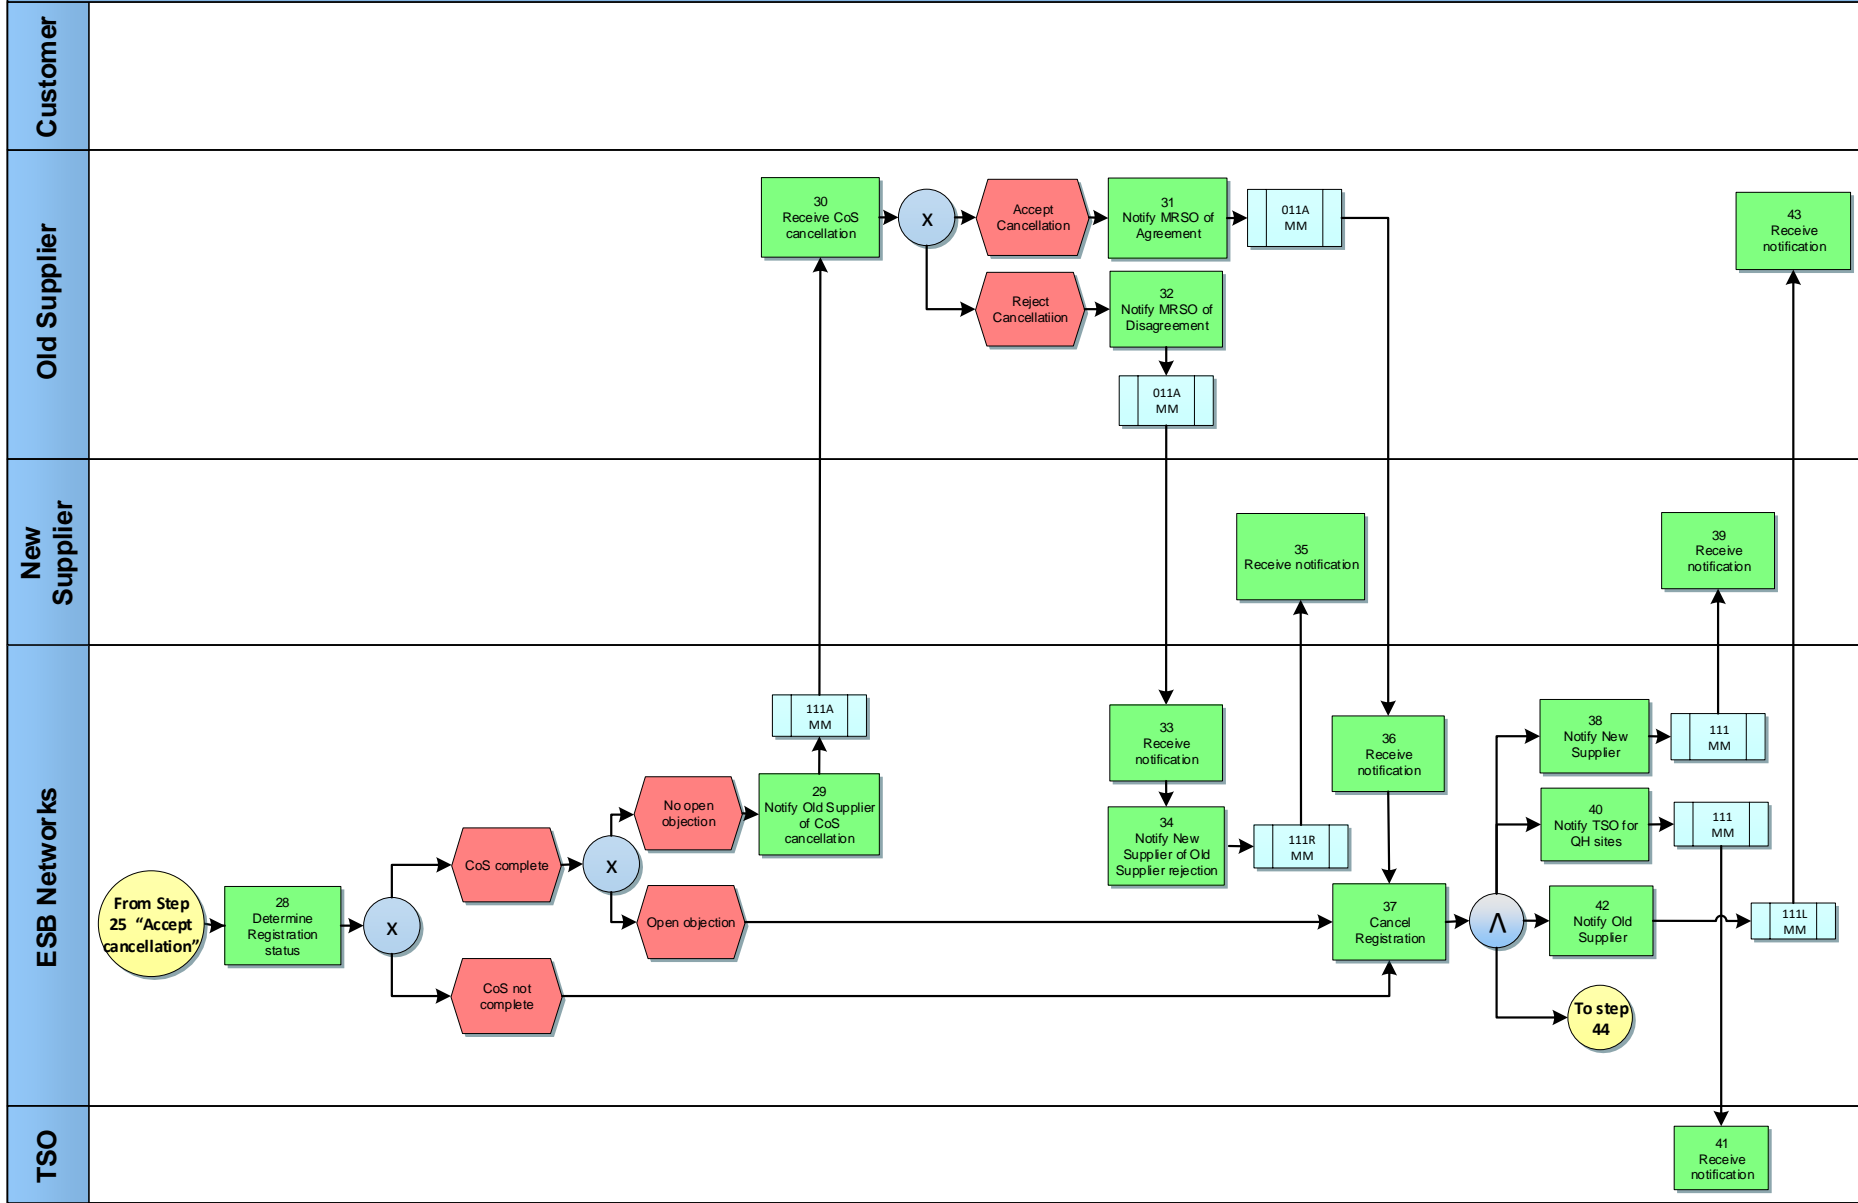 Customer
Old Supplier
30
Receive CoS
cancellation
X
Accept
Cancellation
31
Notify MRSO of
Agreement
011A
MM
Reject
Cancellatiion
32
Notify MRSO of
Disagreement
011A
MM
43
Receive
notification
New
Supplier
35
Receive notification
39
Receive
notification
ESB Networks
From Step
25 “Accept
cancellation”
28
Determine
Registration
status
X
CoS complete
CoS not
complete
X
No open
objection
Open objection
29
Notify Old Supplier
of CoS
cancellation
111A
MM
33
Receive
notification
34
Notify New
Supplier of Old
Supplier rejection
111R
MM
36
Receive
notification
37
Cancel
Registration
Λ
38
Notify New
Supplier
111
MM
40
Notify TSO for
QH sites
111
MM
42
Notify Old
Supplier
111L
MM
To step
44
TSO
41
Receive
notification